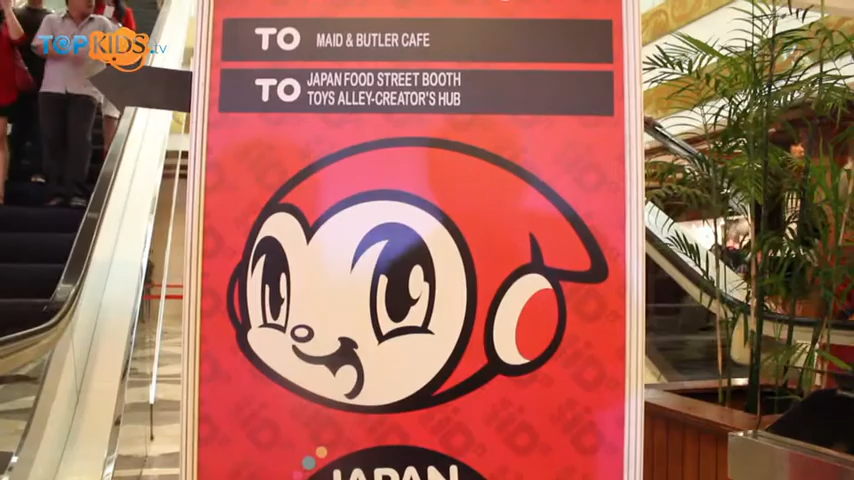 TOPKIDS.tv
TO MAID & BUTLER CAFE
TO JAPAN FOOD STREET BOOTH
TOYS ALLEY-CREATOR'S HUB
JAPAN